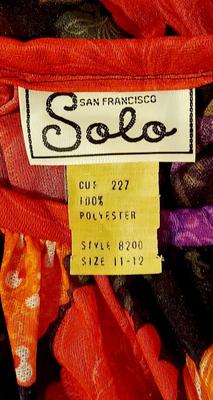 SAN FRANCISCO
Solo
CUT 227
100%
POLYESTER
STYLE 8200
SIZE 11-12